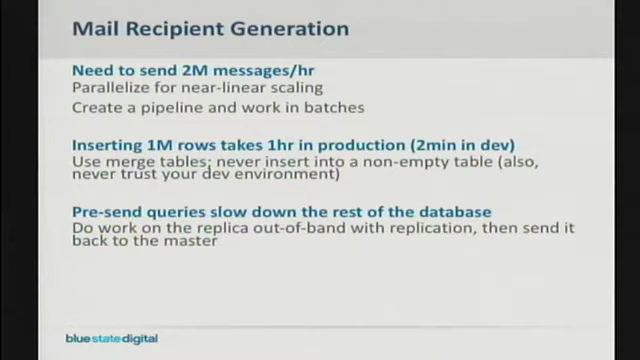 Mail Recipient Generation
Need to send 2M messages/hr
Parallelize for near-linear scaling
Create a pipeline and work in batches
Inserting 1M rows takes 1hr in production (2min in dev)
Use merge tables; never insert into a non-empty table (also,
never trust your dev environment)
Pre-send queries slow down the rest of the database
Do work on the replica out-of-band with replication, then send it
back to the master
bluestatedigital